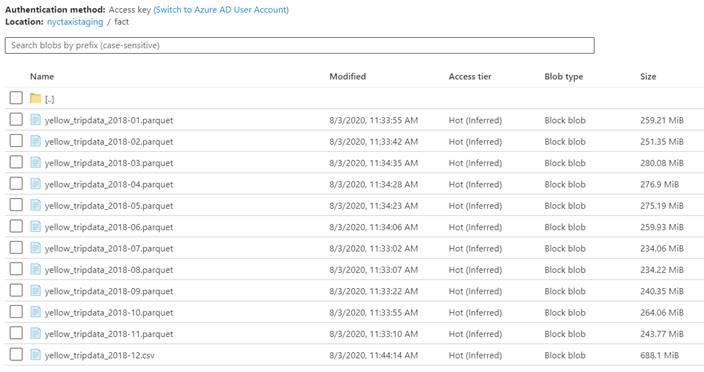 Authentication method: Access key (Switch to Azure AD User Account)
Location: nyctaxistaging / fact
Search blobs by prefix (case-sensitive)
Name Modified Access tier Blob type Size
[..]
yellow_tripdata_2018-01.parquet 8/3/2020, 11:33:55 AM Hot (Inferred) Block blob 259.21 MiB
yellow_tripdata_2018-02.parquet 8/3/2020, 11:33:42 AM Hot (Inferred) Block blob 251.35 MiB
yellow_tripdata_2018-03.parquet 8/3/2020, 11:34:35 AM Hot (Inferred) Block blob 280.08 MiB
yellow_tripdata_2018-04.parquet 8/3/2020, 11:34:28 AM Hot (Inferred) Block blob 276.9 MiB
yellow_tripdata_2018-05.parquet 8/3/2020, 11:34:23 AM Hot (Inferred) Block blob 275.19 MiB
yellow_tripdata_2018-06.parquet 8/3/2020, 11:34:06 AM Hot (Inferred) Block blob 259.93 MiB
yellow_tripdata_2018-07.parquet 8/3/2020, 11:33:02 AM Hot (Inferred) Block blob 234.06 MiB
yellow_tripdata_2018-08.parquet 8/3/2020, 11:33:07 AM Hot (Inferred) Block blob 234.22 MiB
yellow_tripdata_2018-09.parquet 8/3/2020, 11:33:22 AM Hot (Inferred) Block blob 240.35 MiB
yellow_tripdata_2018-10.parquet 8/3/2020, 11:33:55 AM Hot (Inferred) Block blob 264.06 MiB
yellow_tripdata_2018-11.parquet 8/3/2020, 11:33:10 AM Hot (Inferred) Block blob 243.77 MiB
yellow_tripdata_2018-12.csv 8/3/2020, 11:44:14 AM Hot (Inferred) Block blob 688.1 MiB